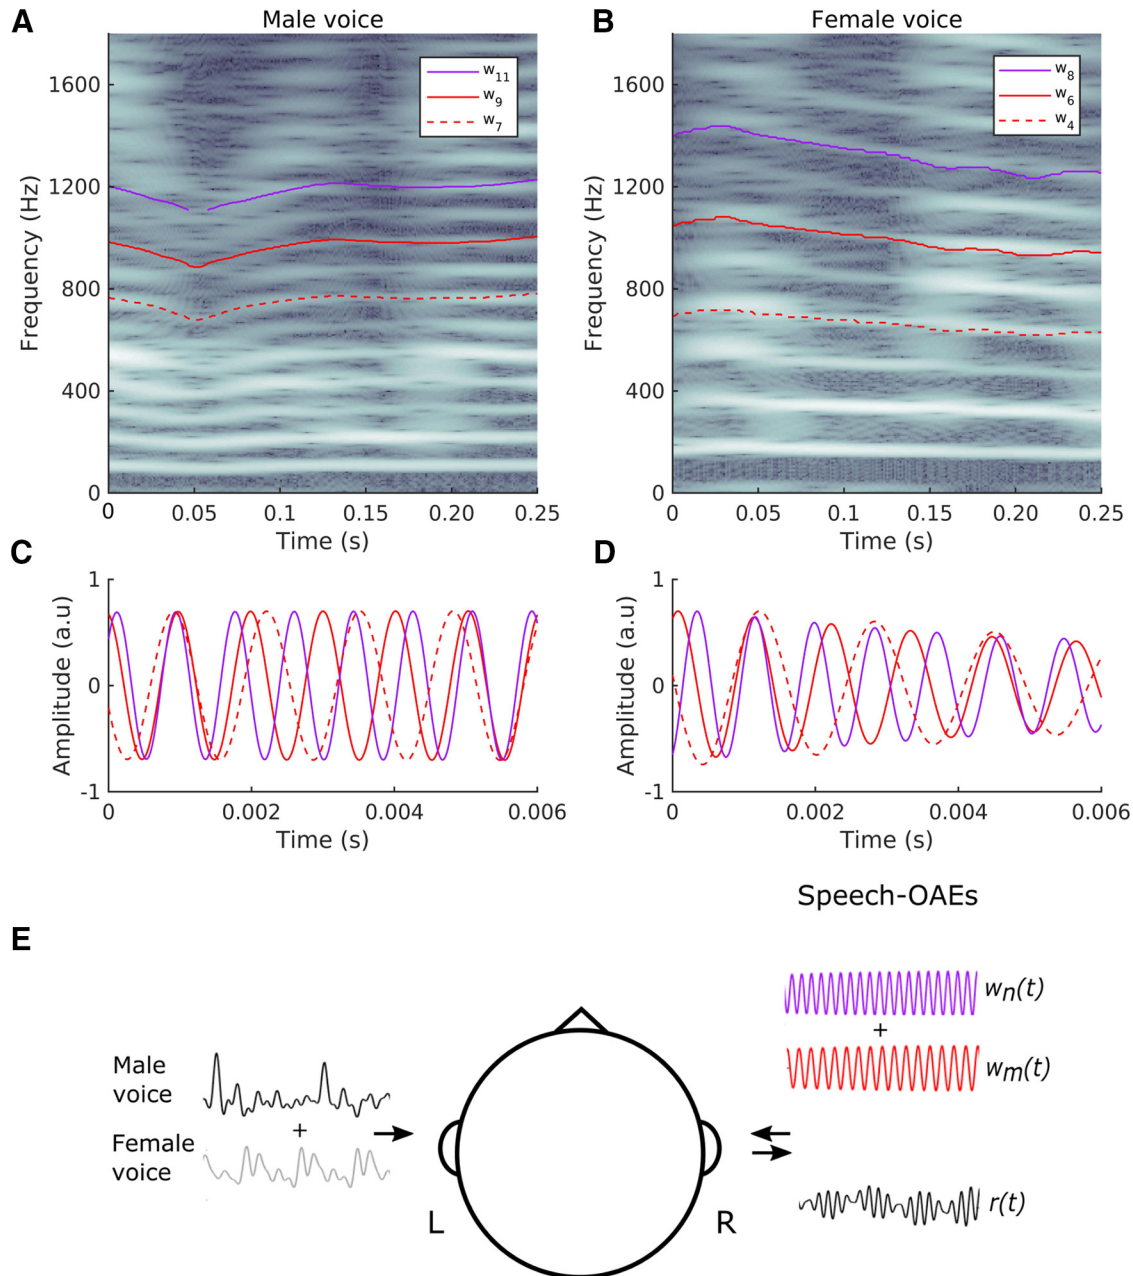 A
Male voice
w11
w9
w7
1600
1200
800
400
0
Frequency (Hz)
0
0.05
0.1
0.15
0.20
0.25
Time (s)
B
Female voice
w8
w6
w4
1600
1200
800
400
0
Frequency (Hz)
0
0.05
0.1
0.15
0.20
0.25
Time (s)
C
1
0
-1
Amplitude (a.u)
0
0.002
0.004
0.006
Time (s)
D
1
0
-1
Amplitude (a.u)
0
0.002
0.004
0.006
Time (s)
E
Speech-OAEs
Male
voice
+
Female
voice
L
R
wn(t)
+
wm(t)
r(t)